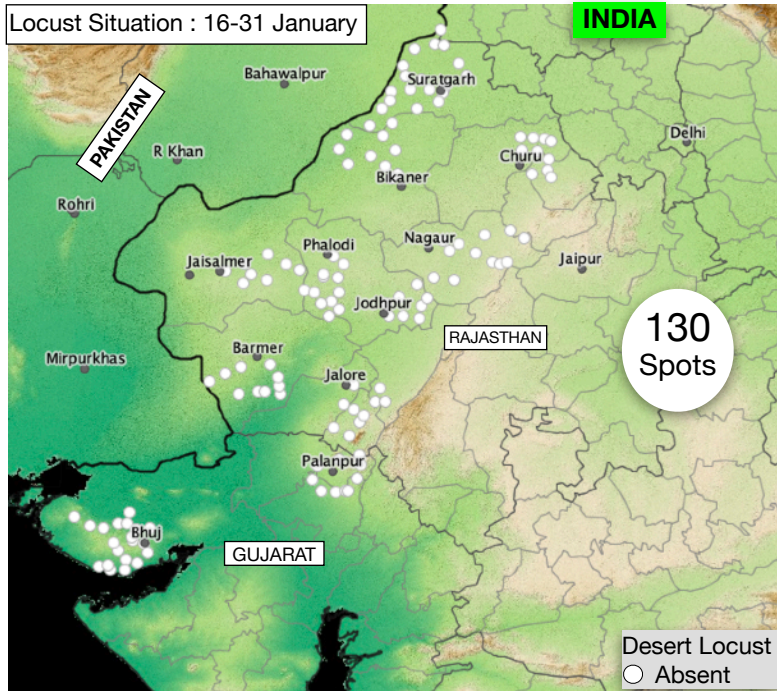 Locust Situation : 16-31 January
INDIA
PAKISTAN
Bahawalpur
Suratgarh
Delhi
R Khan
Churu
Bikaner
Rohri
Nagaur
Phalodi
Jaisalmer
Jaipur
Jodhpur
130
Spots
RAJASTHAN
Barmer
Mirpurkhas
Jalore
Palanpur
Bhuj
GUJARAT
Desert Locust
Absent